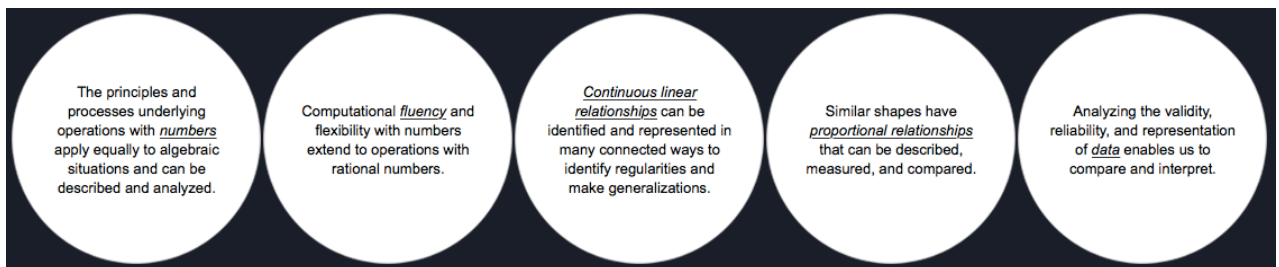 The principles and
processes underlying
operations with numbers
apply equally to algebraic
situations and can be
described and analyzed.
Computational fluency and
flexibility with numbers
extend to operations with
rational numbers.
Continuous linear
relationships can be
identified and represented in
many connected ways to
identify regularities and
make generalizations.
Similar shapes have
proportional relationships
that can be described,
measured, and compared.
Analyzing the validity,
reliability, and representation
of data enables us to
compare and interpret.